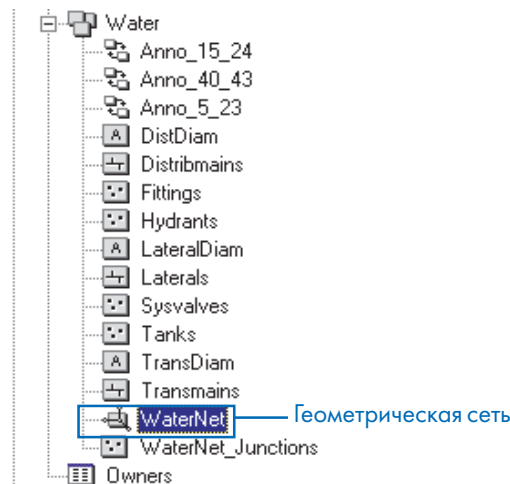 Water
Anno_15_24
Anno_40_43
Anno_5_23
DistDiam
Distribmains
Fittings
Hydrants
LateralDiam
Laterals
Sysvalves
Tanks
TransDiam
Transmains
WaterNet Геометрическая сеть
WaterNet_Junctions
Owners